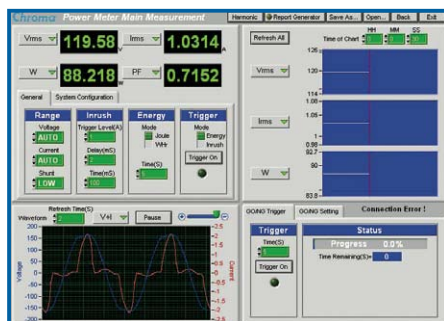 Chroma Power Meter Main Measurement
Harmonic Report Generator Save As... Open... Back Exit
Vrms 119.58 V Irms 1.0314 A
W 88.218 W PF 0.7152
General System Configuration
Range Inrush Energy Trigger
Voltage Trigger Level(A) Mode Mode
AUTO Joule Energy
Current Delay(mS) WHr Inrush
AUTO Time(S) Trigger On
Shunt Time(mS)
LOW 100
Refresh All Time of Chart HH MM SS
Vrms
126
120
114
Irms
1.08
1.06
1.03
1
0.98
W
92.7
90
83.8
Refresh Time(S)
Waveform 2 V+I Pause
Voltage
200
150
100
50
0
-50
-100
-150
-200
Current
2.5
2
1.5
1
0.5
0
-0.5
-1
-1.5
-2
-2.5
GO/NG Trigger GO/NG Setting Connection Error !
Trigger
Time(S)
Trigger On
Status
Progress 0.0%
Time Remaining(S)= 0